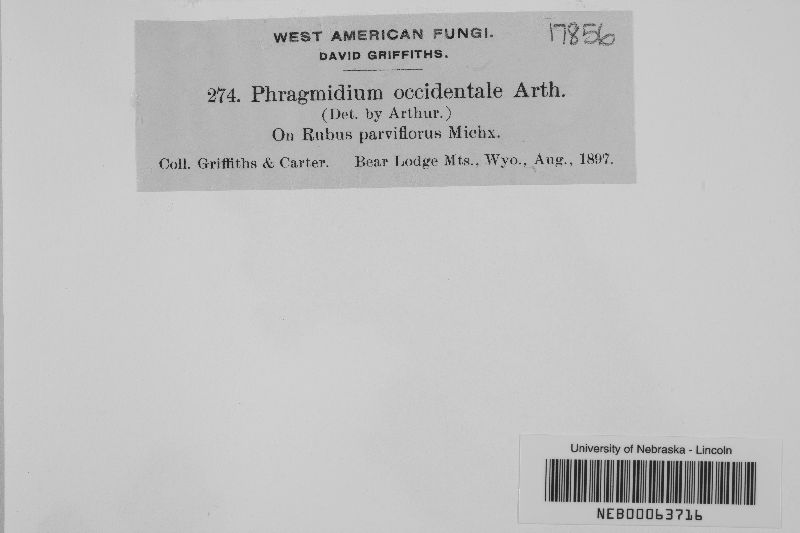 WEST AMERICAN FUNGI.
17856
DAVID GRIFFITHS.
274. Phragmidium occidentale Arth.
(Det. by Arthur.)
On Rubus parviflorus Michx.
Coll. Griffiths & Carter. Bear Lodge Mts., Wyo., Aug., 1897.
University of Nebraska - Lincoln
NEB00063716